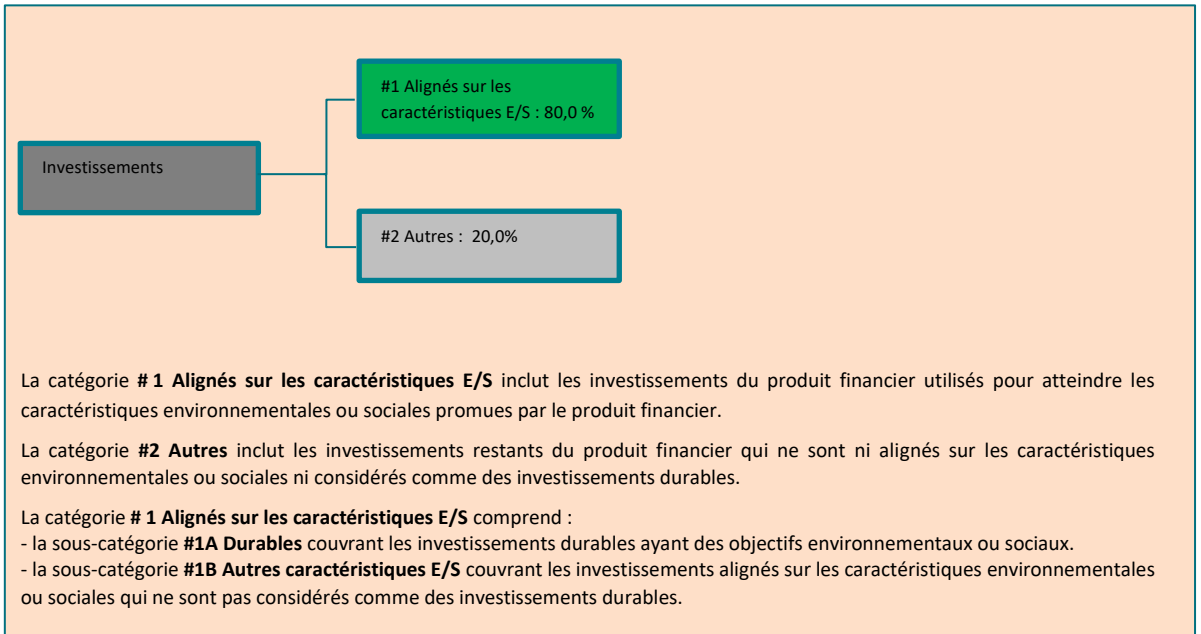 #1 Alignés sur les
caractéristiques E/S : 80,0 %
Investissements
#2 Autres : 20,0%
La catégorie # 1 Alignés sur les caractéristiques E/S inclut les investissements du produit financier utilisés pour atteindre les
caractéristiques environnementales ou sociales promues par le produit financier.
La catégorie #2 Autres inclut les investissements restants du produit financier qui ne sont ni alignés sur les caractéristiques
environnementales ou sociales ni considérés comme des investissements durables.
La catégorie # 1 Alignés sur les caractéristiques E/S comprend :
- la sous-catégorie #1A Durables couvrant les investissements durables ayant des objectifs environnementaux ou sociaux.
- la sous-catégorie #1B Autres caractéristiques E/S couvrant les investissements alignés sur les caractéristiques environnementales
ou sociales qui ne sont pas considérés comme des investissements durables.